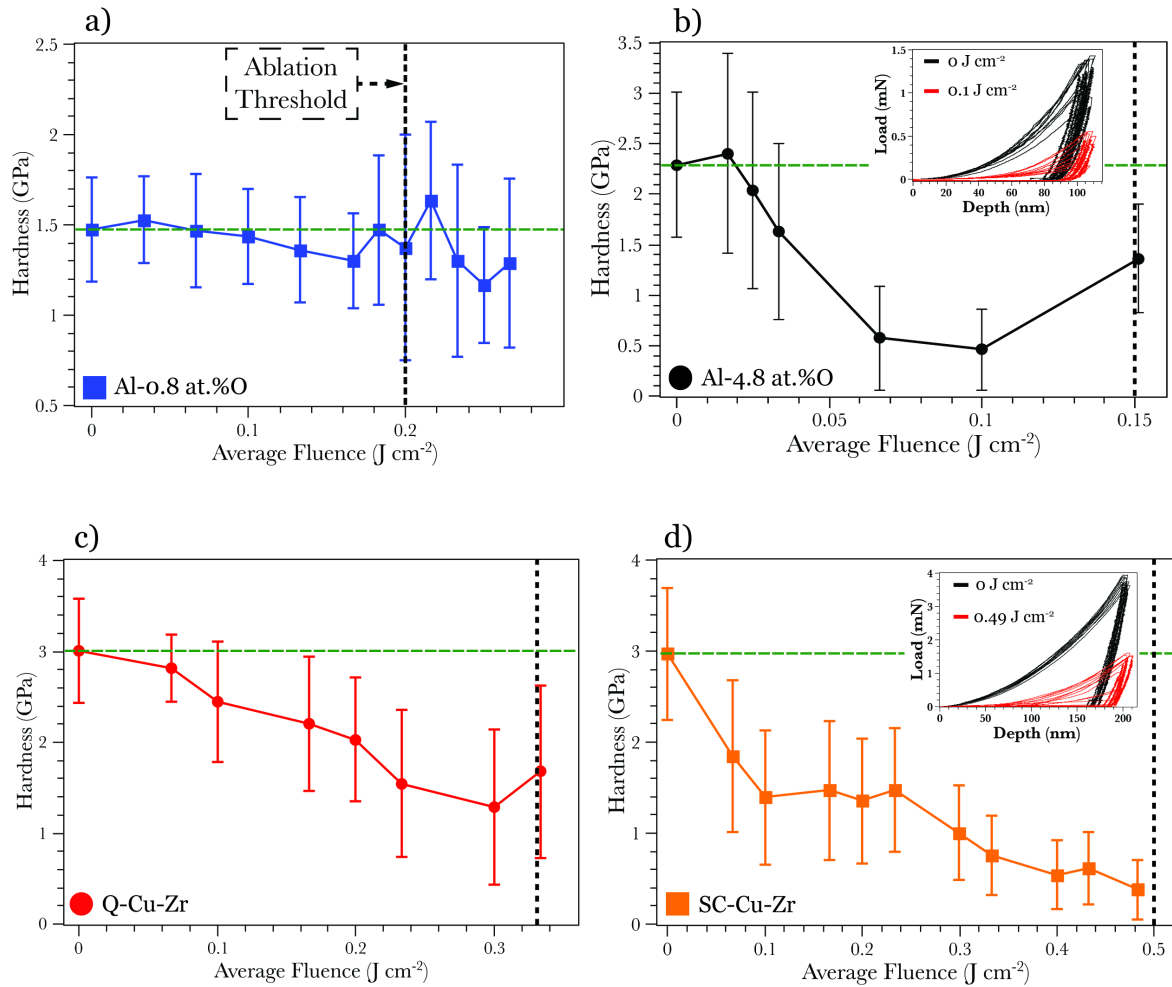 a)
2.5
2
1.5
1
0.5
Hardness (GPa)
Ablation
Threshold
Al-0.8 at.%O
0
0.1
0.2
Average Fluence (J cm-2)
b)
3.5
3
2.5
2
1.5
1
0.5
0
Hardness (GPa)
1.5
1
0.5
0
Load (mN)
0 J cm-2
0.1 J cm-2
0
20
40
60
80
100
Depth (nm)
Al-4.8 at.%O
0
0.05
0.1
0.15
Average Fluence (J cm-2)
c)
4
3
2
1
0
Hardness (GPa)
Q-Cu-Zr
0
0.1
0.2
0.3
Average Fluence (J cm-2)
d)
4
3
2
1
0
Hardness (GPa)
4
3
2
1
0
Load (mN)
0 J cm-2
0.49 J cm-2
0
50
100
150
200
Depth (nm)
SC-Cu-Zr
0
0.1
0.2
0.3
0.4
0.5
Average Fluence (J cm-2)